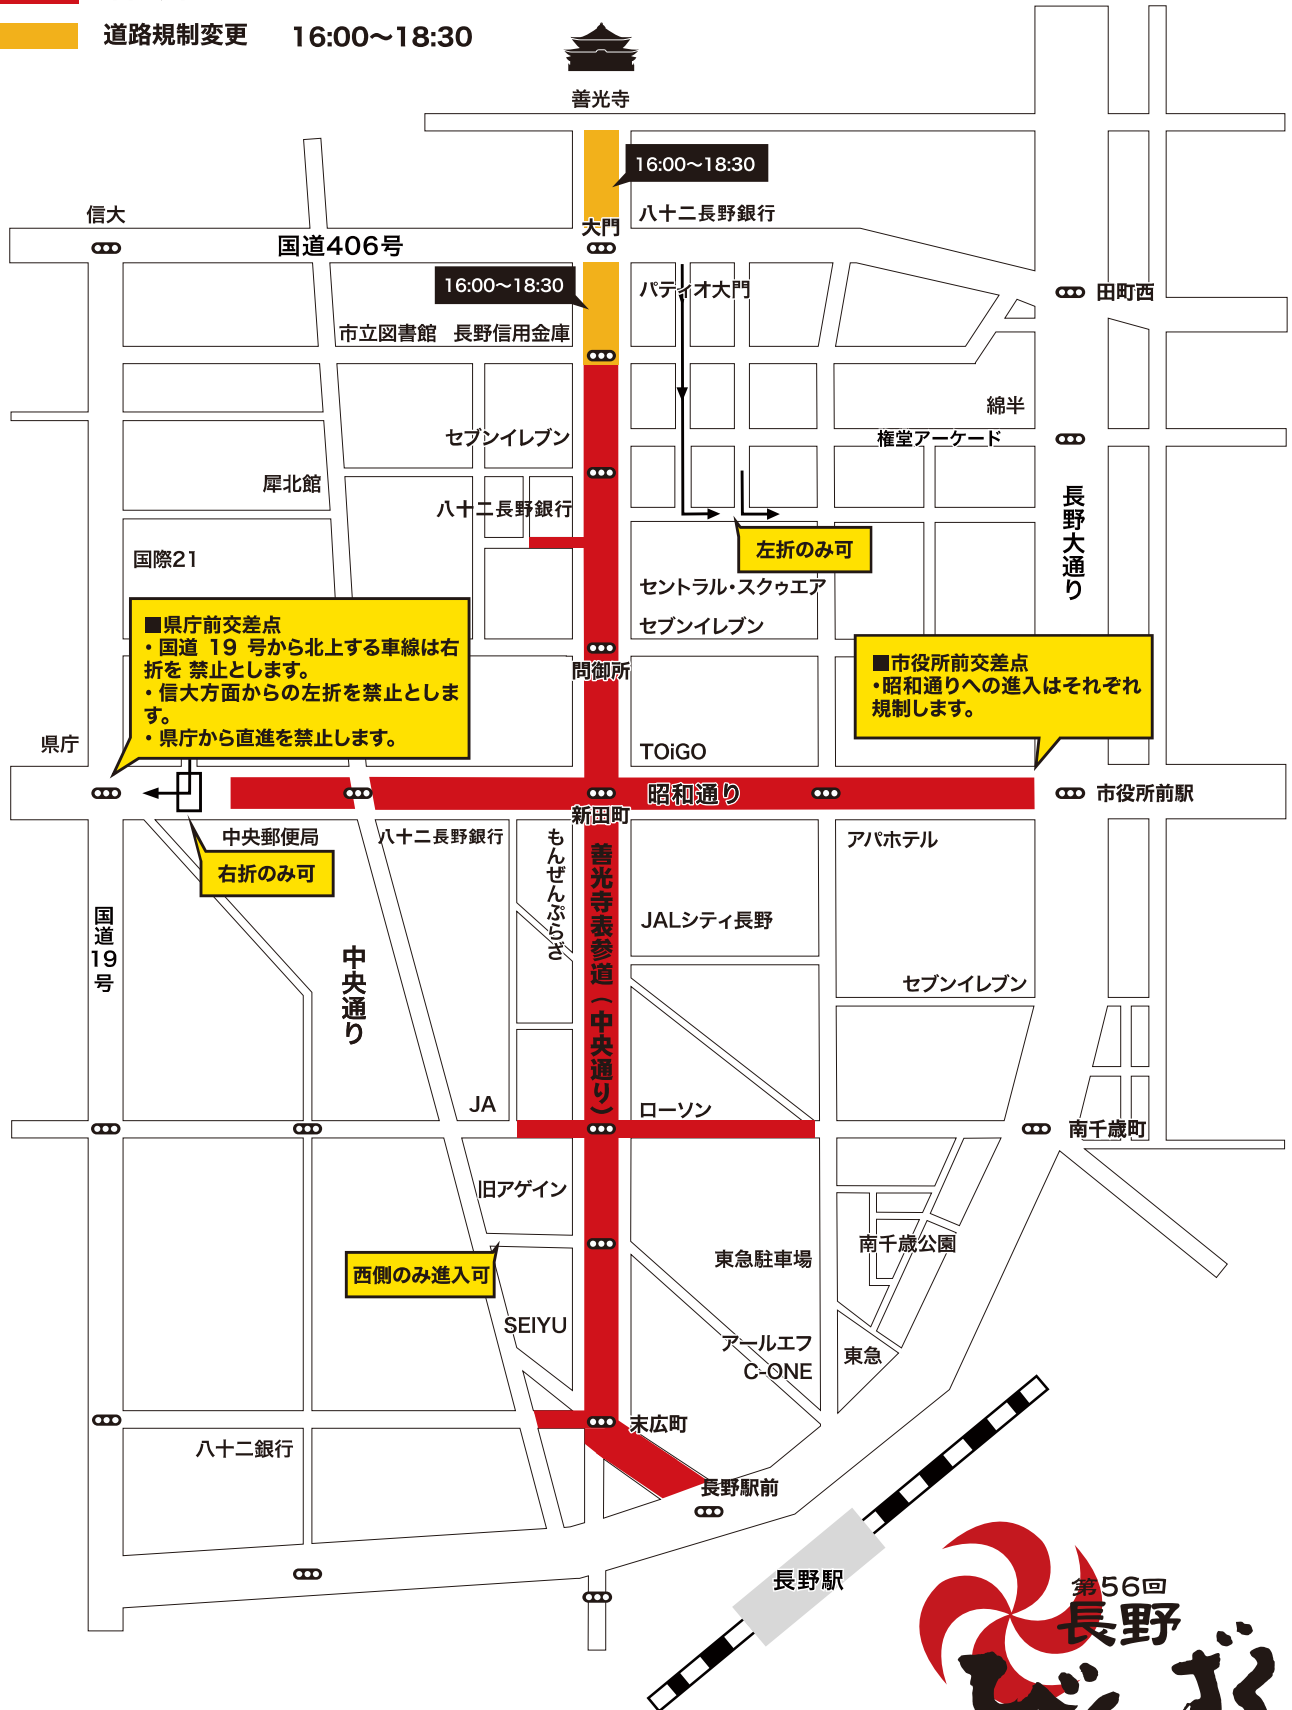 道路規制変更　16:00〜18:30
善光寺
16:00〜18:30
信大
八十二長野銀行
大門
国道406号
16:00〜18:30
パティオ大門
田町西
市立図書館　長野信用金庫
綿半
セブンイレブン
権堂アーケード
犀北館
八十二長野銀行
長野大通り
国際21
左折のみ可
セントラル・スクゥエア
セブンイレブン
■県庁前交差点
・国道 19 号から北上する車線は右
折を 禁止とします。
・信大方面からの左折を禁止としま
す。
・県庁から直進を禁止します。
問御所
■市役所前交差点
・昭和通りへの進入はそれぞれ
規制します。
県庁
TOiGO
昭和通り
市役所前駅
新田町
中央郵便局
八十二長野銀行
もんぜんぷらざ
アパホテル
右折のみ可
善光寺表参道（中央通り）
国道19号
JALシティ長野
中央通り
セブンイレブン
JA
ローソン
南千歳町
旧アゲイン
南千歳公園
東急駐車場
西側のみ進入可
SEIYU
アールエフ
C-ONE
東急
末広町
八十二銀行
長野駅前
長野駅
第56回
長野